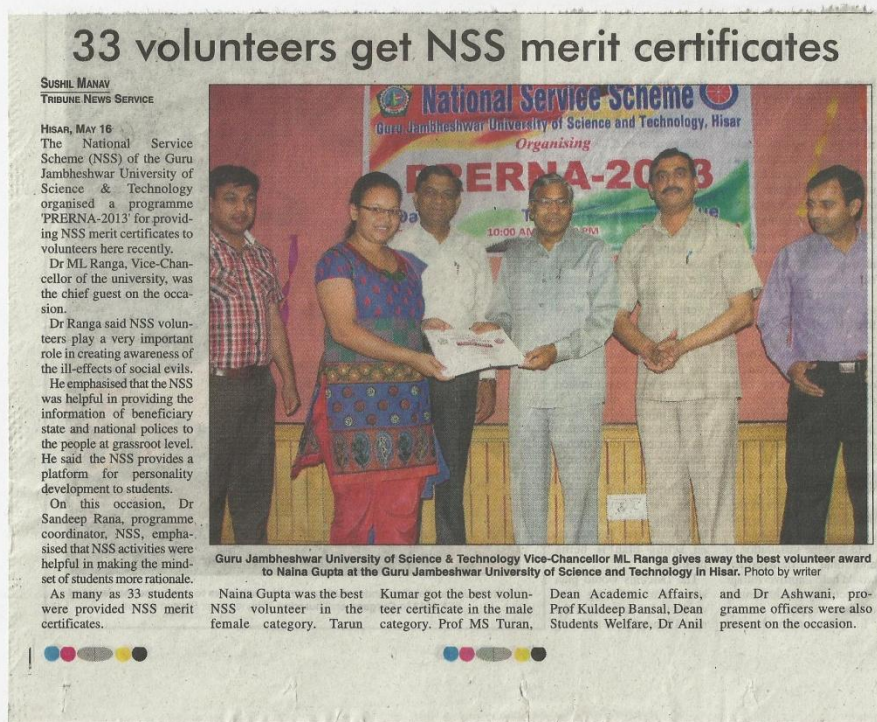 33 volunteers get NSS merit certificates
SUSHIL MANAV
TRIBUNE NEWS SERVICE
HISAR, MAY 16
The National Service
Scheme (NSS) of the Guru
Jambheshwar University of
Science & Technology
organised a programme
'PRERNA-2013' for provid-
ing NSS merit certificates to
volunteers here recently.
Dr ML Ranga, Vice-Chan-
cellor of the university, was
the chief guest on the occa-
sion.
Dr Ranga said NSS volun-
teers play a very important
role in creating awareness of
the ill-effects of social evils.
He emphasised that the NSS
was helpful in providing the
information of beneficiary
state and national polices to
the people at grassroot level.
He said the NSS provides a
platform for personality
development to students.
On this occasion, Dr
Sandeep Rana, programme
coordinator, NSS, empha-
sised that NSS activities were
helpful in making the mind-
set of students more rationale.
As many as 33 students
were provided NSS merit
certificates.
National Service Scheme
Guru Jambheshwar University of Science and Technology, Hisar
Organising
PRERNA-2013
10:00 AM PM
Guru Jambheshwar University of Science & Technology Vice-Chancellor ML Ranga gives away the best volunteer award
to Naina Gupta at the Guru Jambeshwar University of Science and Technology in Hisar. Photo by writer
Naina Gupta was the best
NSS volunteer in the
female category. Tarun
Kumar got the best volun-
teer certificate in the male
category. Prof MS Turan,
Dean Academic Affairs,
Prof Kuldeep Bansal, Dean
Students Welfare, Dr Anil
and Dr Ashwani, pro-
gramme officers were also
present on the occasion.